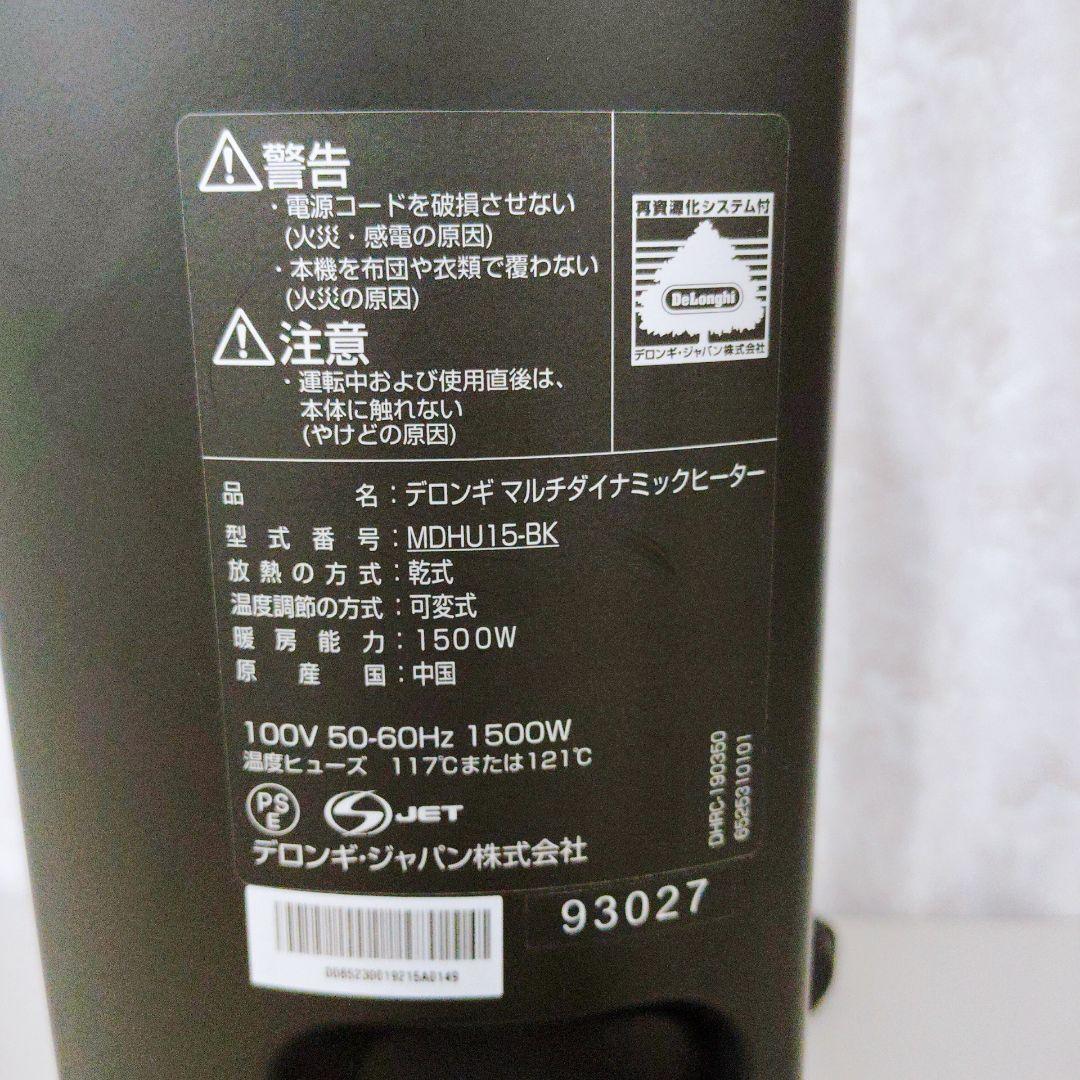 警告
・電源コードを破損させない
(火災・感電の原因)
・本機を布団や衣類で覆わない
(火災の原因)
注意
・運転中および使用直後は、
本体に触れない
(やけどの原因)
再資源化システム付
DeLonghi
デロンギ・ジャパン株式会社
品名：デロンギ マルチダイナミックヒーター
型式番号：MDHU15-BK
放熱の方式：乾式
温度調節の方式：可変式
暖房能力：1500W
原産国：中国
100V 50-60Hz 1500W
温度ヒューズ 117℃または121℃
PSE
S JET
デロンギ・ジャパン株式会社
DHRC-190350
6525310101
93027
006523001921 5A0149